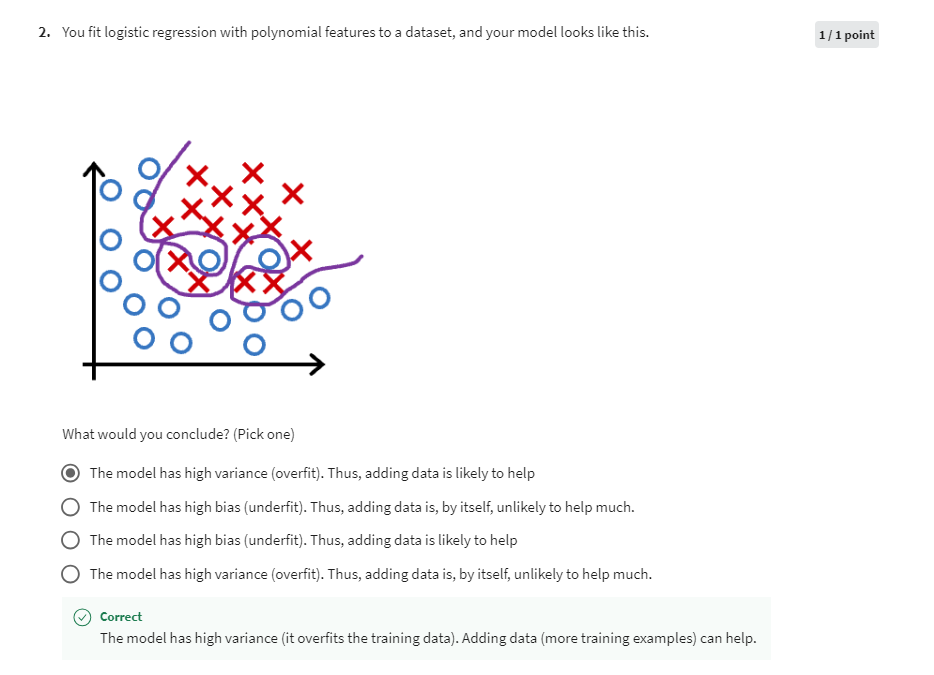 2. You fit logistic regression with polynomial features to a dataset, and your model looks like this.
1 / 1 point
What would you conclude? (Pick one)
The model has high variance (overfit). Thus, adding data is likely to help
The model has high bias (underfit). Thus, adding data is, by itself, unlikely to help much.
The model has high bias (underfit). Thus, adding data is likely to help
The model has high variance (overfit). Thus, adding data is, by itself, unlikely to help much.
Correct
The model has high variance (it overfits the training data). Adding data (more training examples) can help.